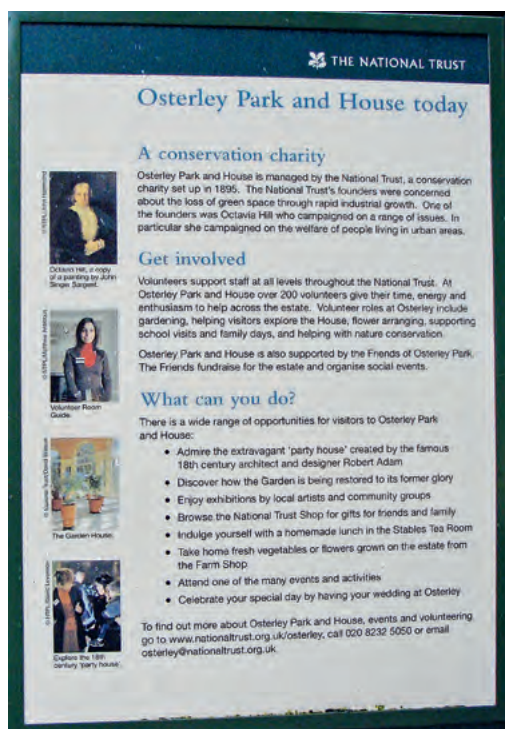 THE NATIONAL TRUST
Osterley Park and House today
A conservation charity
Osterley Park and House is managed by the National Trust, a conservation
charity set up in 1895. The National Trust's founders were concerned
about the loss of green space through rapid industrial growth. One of
the founders was Octavia Hill who campaigned on a range of issues. In
particular she campaigned on the welfare of people living in urban areas.
Octavia Hill, a copy
of a painting by John
Singer Sargent.
Get involved
Volunteers support staff at all levels throughout the National Trust. At
Osterley Park and House over 200 volunteers give their time, energy and
enthusiasm to help across the estate. Volunteer roles at Osterley include
gardening, helping visitors explore the House, flower arranging, supporting
school visits and family days, and helping with nature conservation.
Osterley Park and House is also supported by the Friends of Osterley Park.
The Friends fundraise for the estate and organise social events.
Volunteer Room
Guide.
What can you do?
There is a wide range of opportunities for visitors to Osterley Park
and House:
• Admire the extravagant 'party house' created by the famous
18th century architect and designer Robert Adam
• Discover how the Garden is being restored to its former glory
• Enjoy exhibitions by local artists and community groups
• Browse the National Trust Shop for gifts for friends and family
• Indulge yourself with a homemade lunch in the Stables Tea Room
• Take home fresh vegetables or flowers grown on the estate from
the Farm Shop
• Attend one of the many events and activities
• Celebrate your special day by having your wedding at Osterley
The Garden House.
Explore the 18th
century 'party house'.
To find out more about Osterley Park and House, events and volunteering
go to www.nationaltrust.org.uk/osterley, call 020 8232 5050 or email
osterley@nationaltrust.org.uk